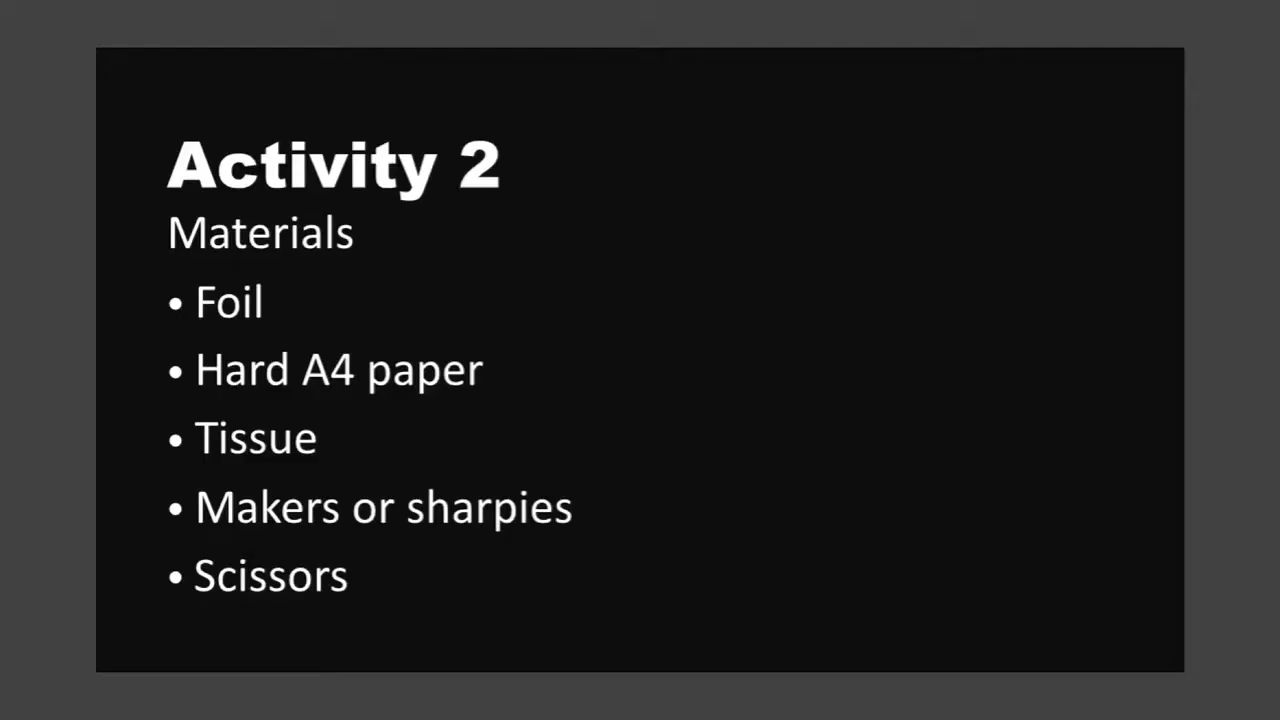 Activity 2
Materials
• Foil
• Hard A4 paper
• Tissue
• Makers or sharpies
• Scissors